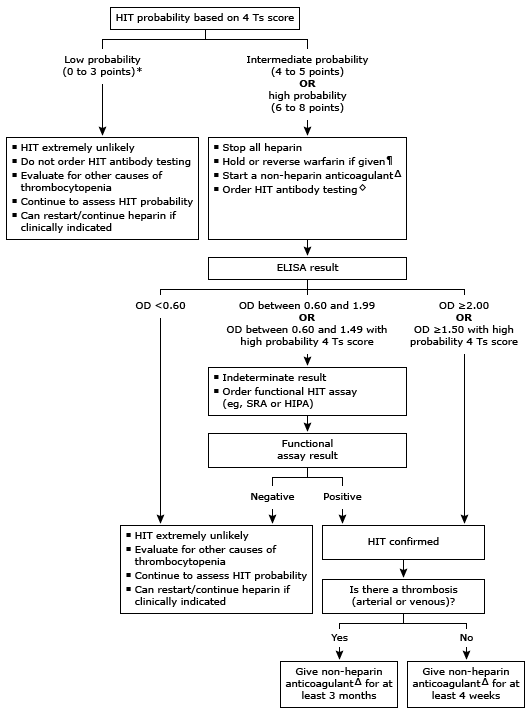 HIT probability based on 4 Ts score
Low probability
(0 to 3 points)*
Intermediate probability
(4 to 5 points)
OR
high probability
(6 to 8 points)
▪ HIT extremely unlikely
▪ Do not order HIT antibody testing
▪ Evaluate for other causes of
thrombocytopenia
▪ Continue to assess HIT probability
▪ Can restart/continue heparin if
clinically indicated
▪ Stop all heparin
▪ Hold or reverse warfarin if given¶
▪ Start a non-heparin anticoagulantΔ
▪ Order HIT antibody testing◊
ELISA result
OD <0.60
OD between 0.60 and 1.99
OR
OD between 0.60 and 1.49 with
high probability 4 Ts score
OD ≥2.00
OR
OD ≥1.50 with high
probability 4 Ts score
▪ Indeterminate result
▪ Order functional HIT assay
(eg, SRA or HIPA)
Functional
assay result
Negative
Positive
▪ HIT extremely unlikely
▪ Evaluate for other causes of
thrombocytopenia
▪ Continue to assess HIT probability
▪ Can restart/continue heparin if
clinically indicated
HIT confirmed
Is there a thrombosis
(arterial or venous)?
Yes
No
Give non-heparin
anticoagulantΔ for at
least 3 months
Give non-heparin
anticoagulantΔ for at
least 4 weeks